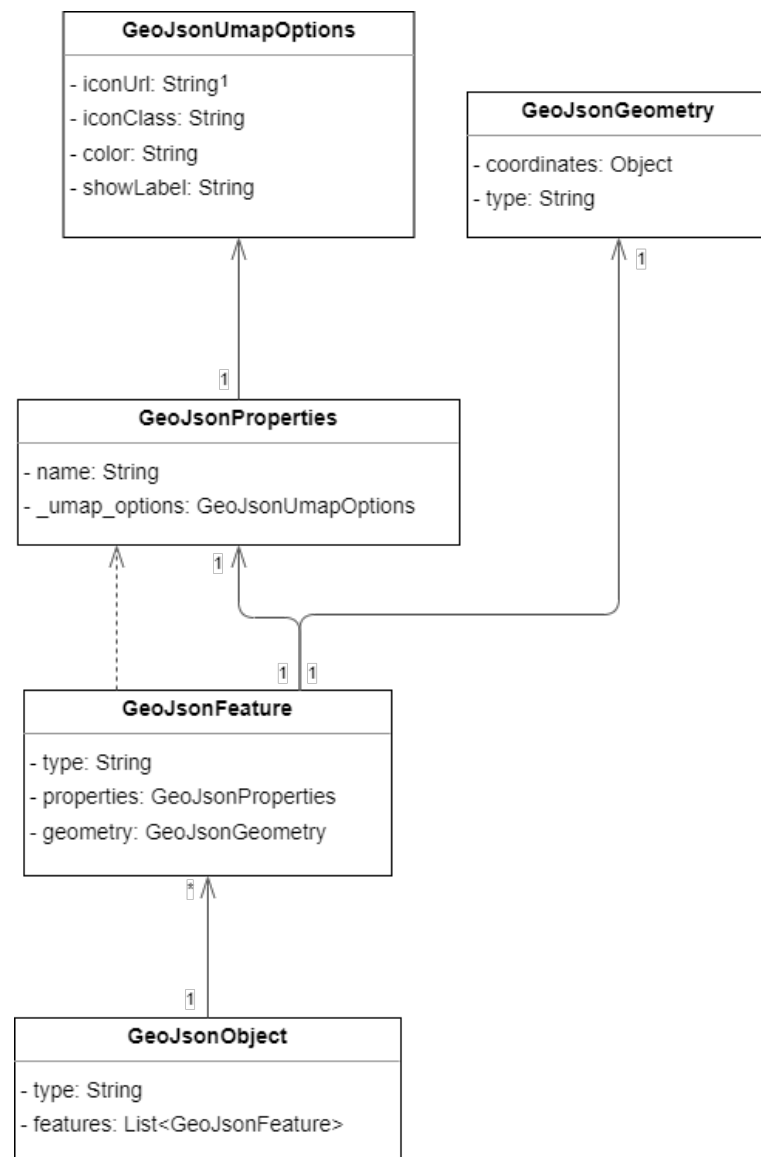 GeoJsonUmapOptions
- iconUrl: String1
- iconClass: String
- color: String
- showLabel: String
GeoJsonGeometry
- coordinates: Object
- type: String
1
1
GeoJsonProperties
- name: String
- _umap_options: GeoJsonUmapOptions
1
1 1
GeoJsonFeature
- type: String
- properties: GeoJsonProperties
- geometry: GeoJsonGeometry
*
1
GeoJsonObject
- type: String
- features: List<GeoJsonFeature>